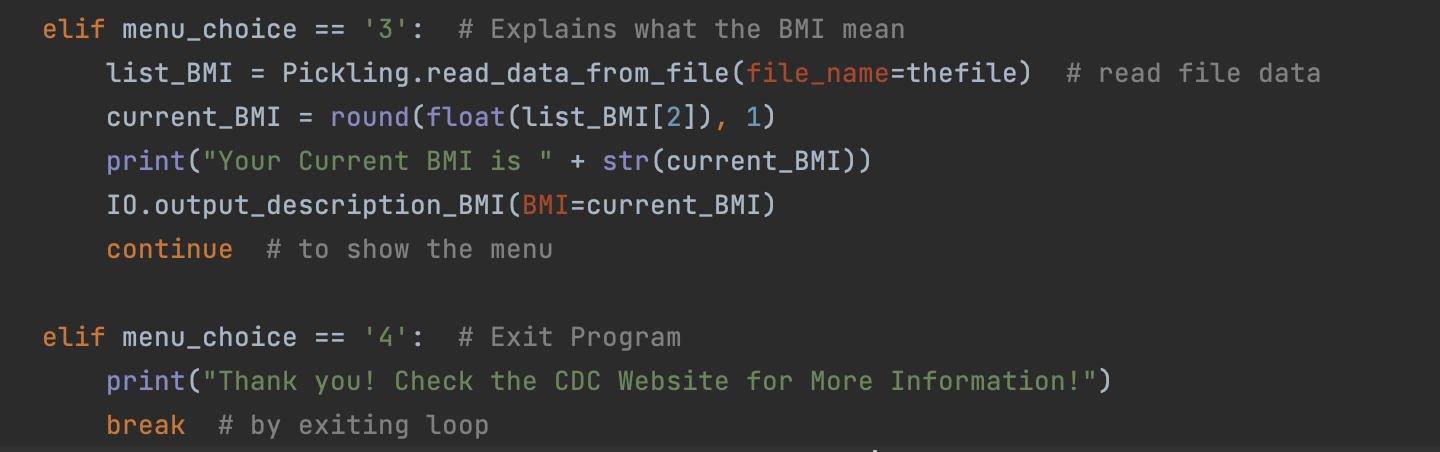 elif menu_choice == '3':  # Explains what the BMI mean
    list_BMI = Pickling.read_data_from_file(file_name=thefile)  # read file data
    current_BMI = round(float(list_BMI[2]), 1)
    print("Your Current BMI is " + str(current_BMI))
    IO.output_description_BMI(BMI=current_BMI)
    continue  # to show the menu

elif menu_choice == '4':  # Exit Program
    print("Thank you! Check the CDC Website for More Information!")
    break  # by exiting loop